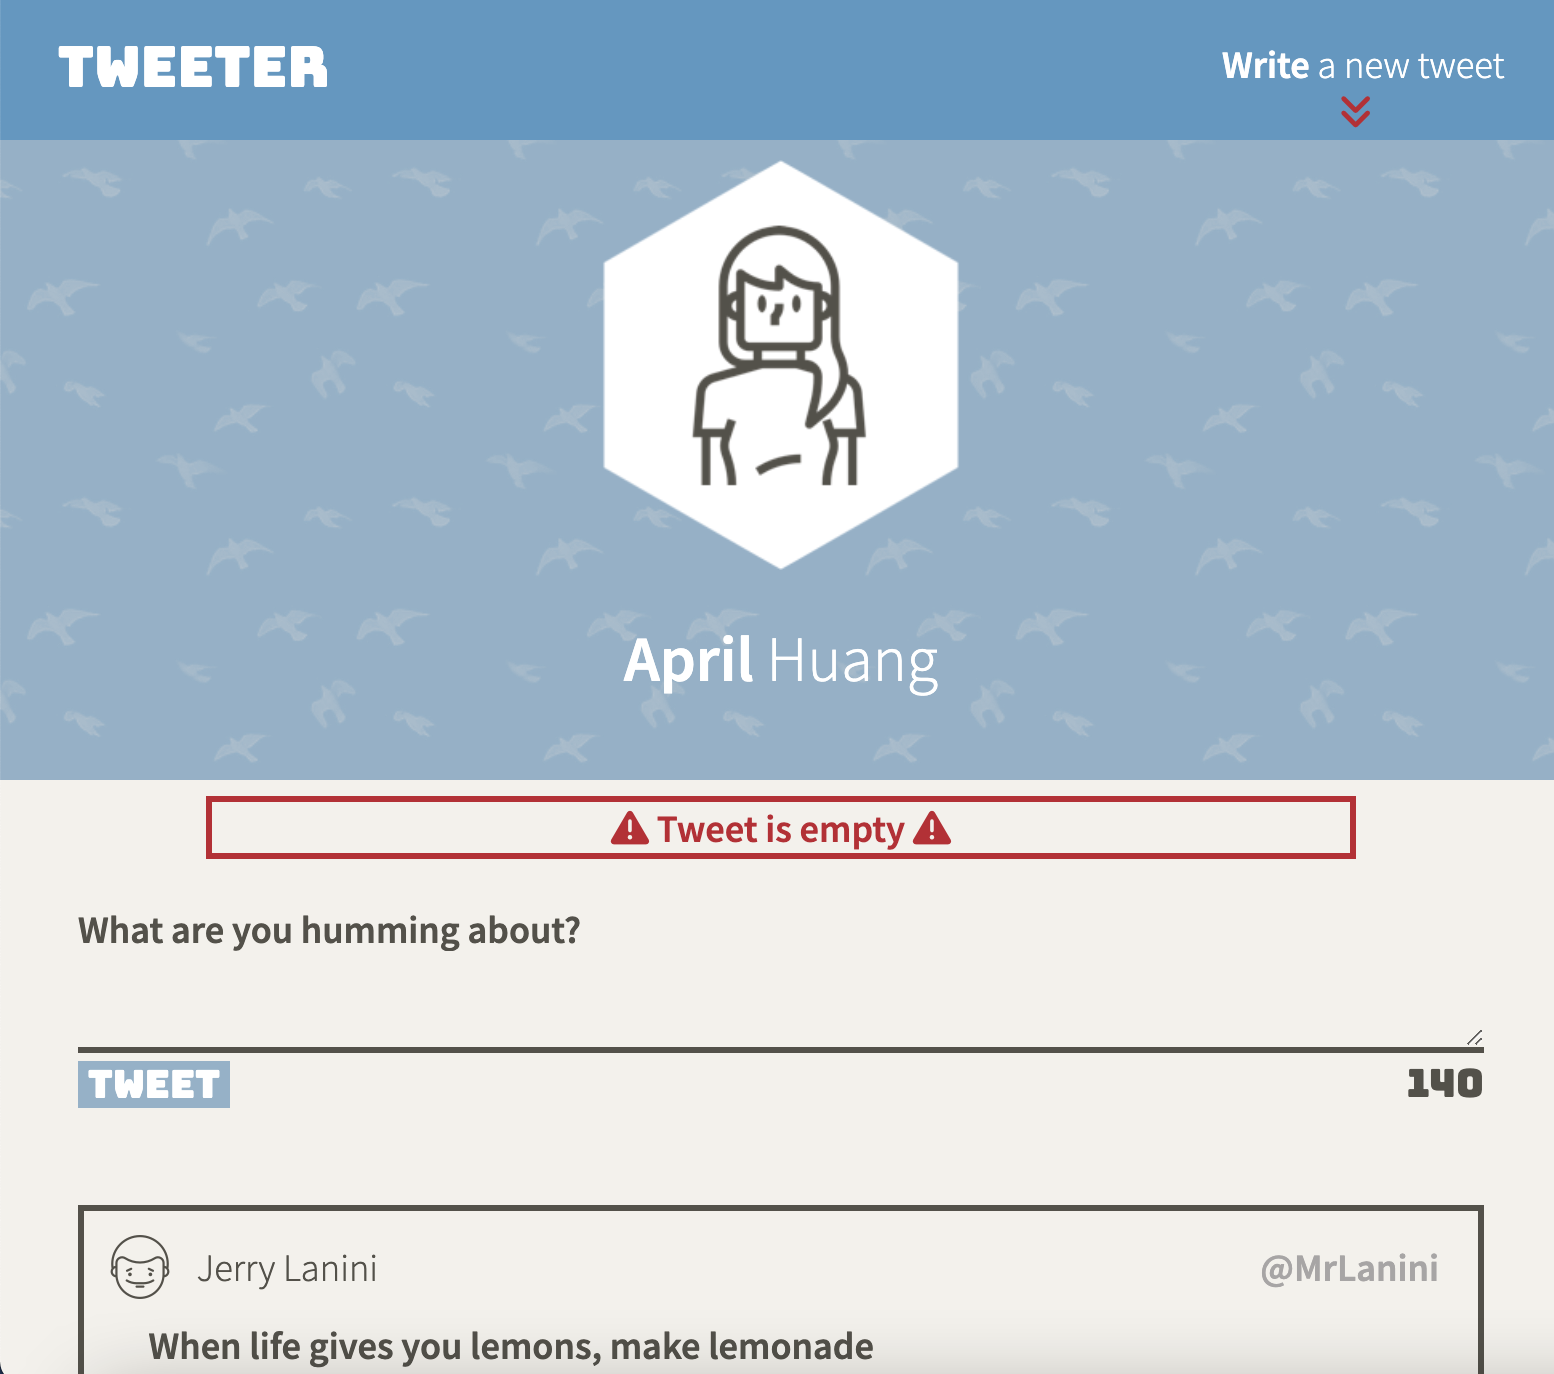 TWEETER
Write a new tweet
April Huang
Tweet is empty
What are you humming about?
TWEET
140
Jerry Lanini
@MrLanini
When life gives you lemons, make lemonade